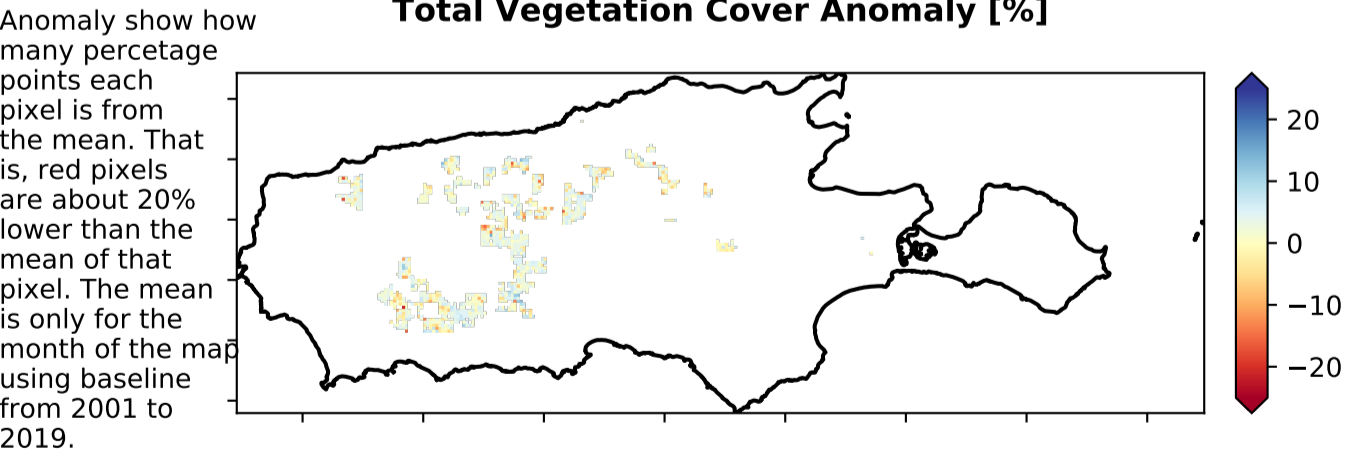 Total Vegetation Cover Anomaly [%]
Anomaly show how
many percetage
points each
pixel is from
the mean. That
is, red pixels
are about 20%
lower than the
mean of that
pixel. The mean
is only for the
month of the map
using baseline
from 2001 to
2019.
20
10
0
−10
−20